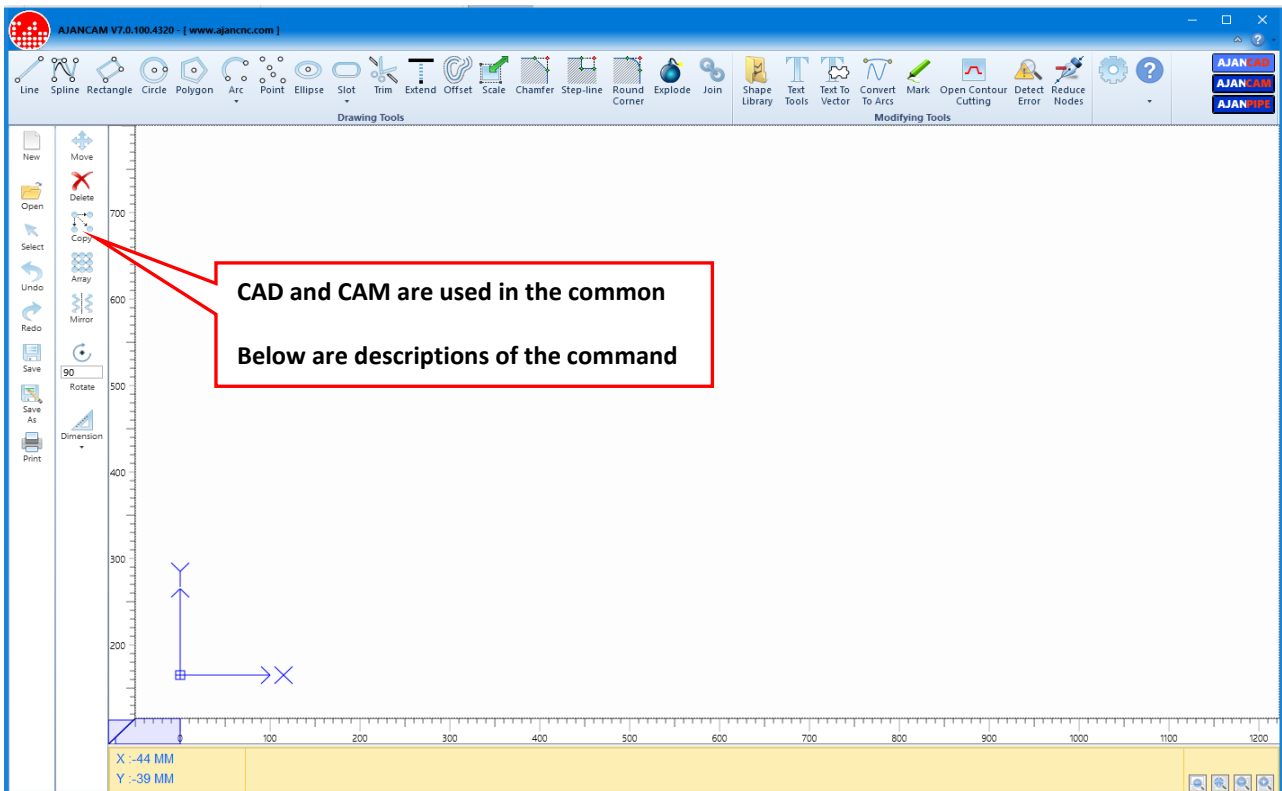 AJANCAM V7.0.100.4320 - [ www.ajancnc.com ]
Line Spline Rectangle Circle Polygon Arc Point Ellipse Slot Trim Extend Offset Scale Chamfer Step-line Round Corner Explode Join Shape Library Text Tools Text To Vector Convert To Arcs Mark Open Contour Cutting Detect Error Reduce Nodes
Drawing Tools
Modifying Tools
AJANCAD
AJANCAM
AJANPIPE
New
Open
Select
Undo
Redo
Save
Save
As
Print
Move
Delete
Copy
Array
Mirror
90
Rotate
Dimension
CAD and CAM are used in the common
Below are descriptions of the command
700
600
500
400
300
200
Y
X
0 100 200 300 400 500 600 700 800 900 1000 1100 1200
X :-44 MM
Y :-39 MM